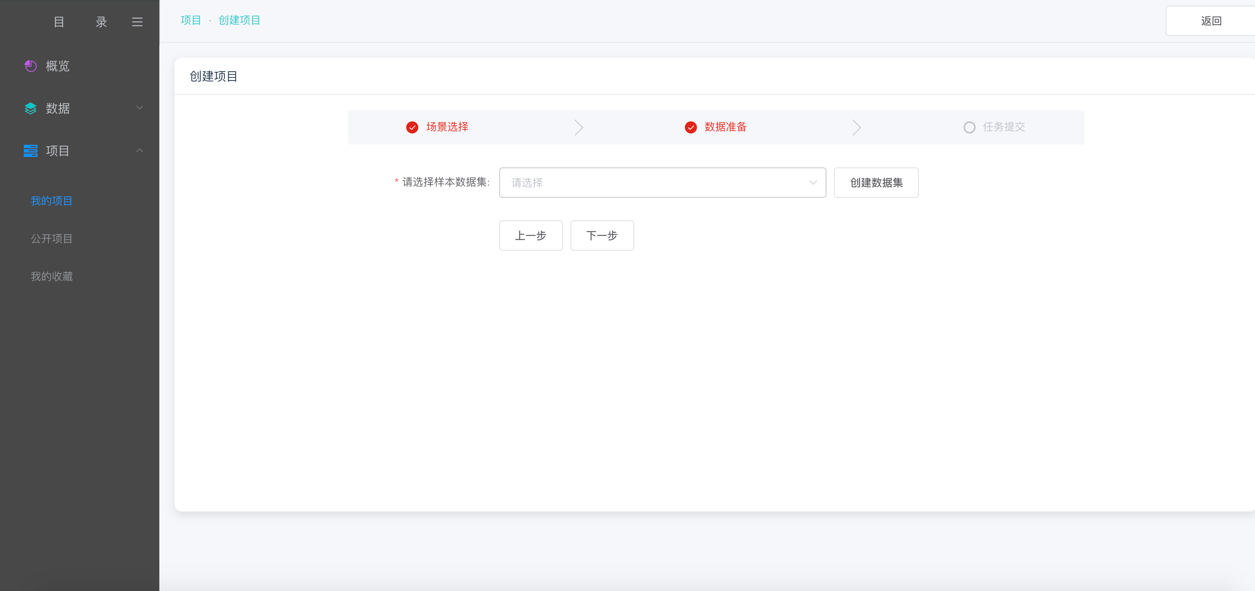 目 录
概览
数据
项目
我的项目
公开项目
我的收藏
项目 - 创建项目
返回
创建项目
场景选择
数据准备
任务提交
* 请选择样本数据集:
请选择
创建数据集
上一步
下一步